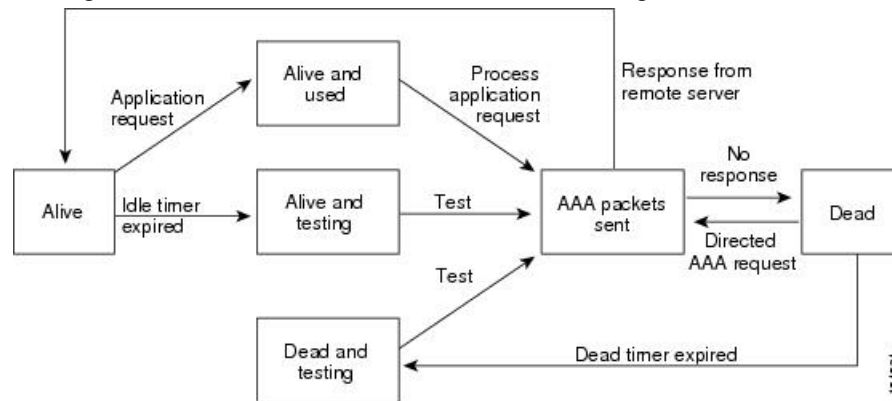 Alive and
used
Process
application
request
Response from
remote server
Application
request
Alive
Idle timer
expired
Alive and
testing
Test
AAA packets
sent
No
response
Directed
AAA request
Dead
Test
Dead and
testing
Dead timer expired